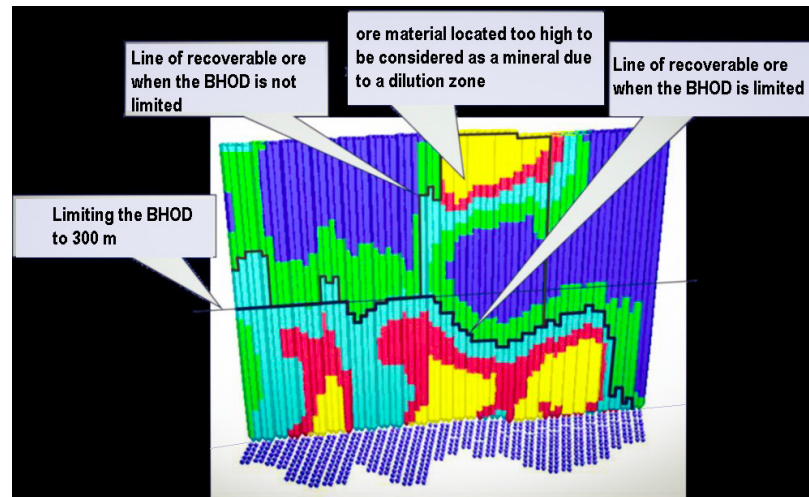 Line of recoverable ore
when the BHOD is not
limited
ore material located too high to
be considered as a mineral due
to a dilution zone
Line of recoverable ore
when the BHOD is limited
Limiting the BHOD
to 300 m